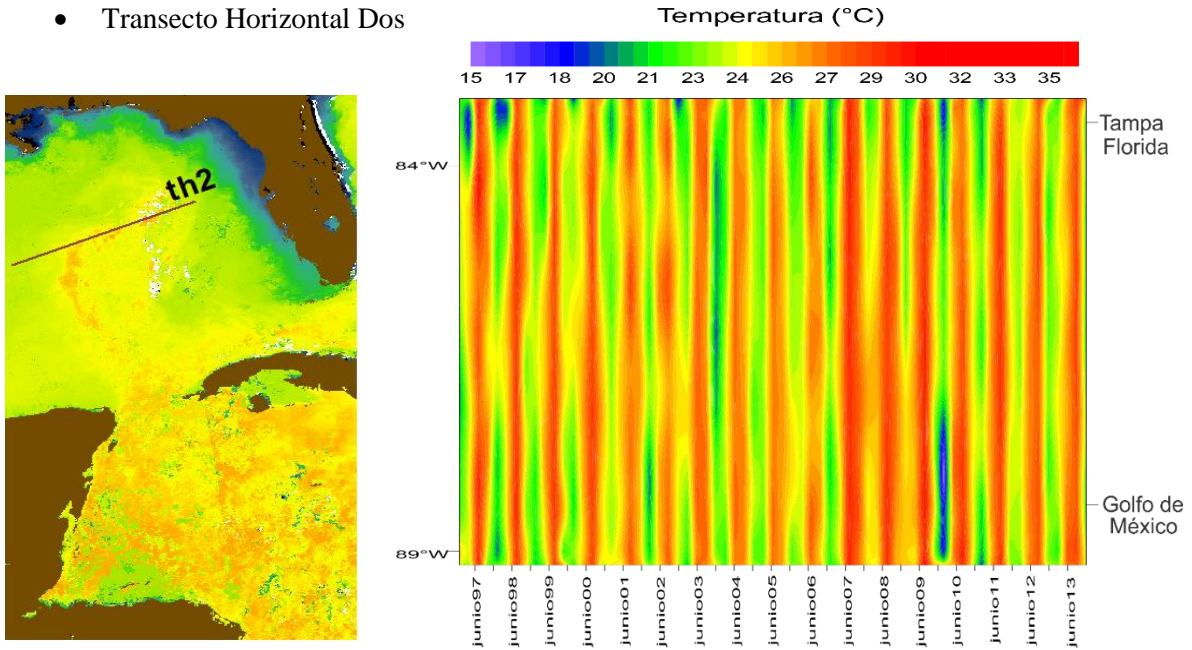 • Transecto Horizontal Dos
th2
Temperatura (°C)
15 17 18 20 21 23 24 26 27 29 30 32 33 35
84°W
89°W
Tampa
Florida
Golfo de
México
junio97
junio98
junio99
junio00
junio01
junio02
junio03
junio04
junio05
junio06
junio07
junio08
junio09
junio10
junio11
junio12
junio13